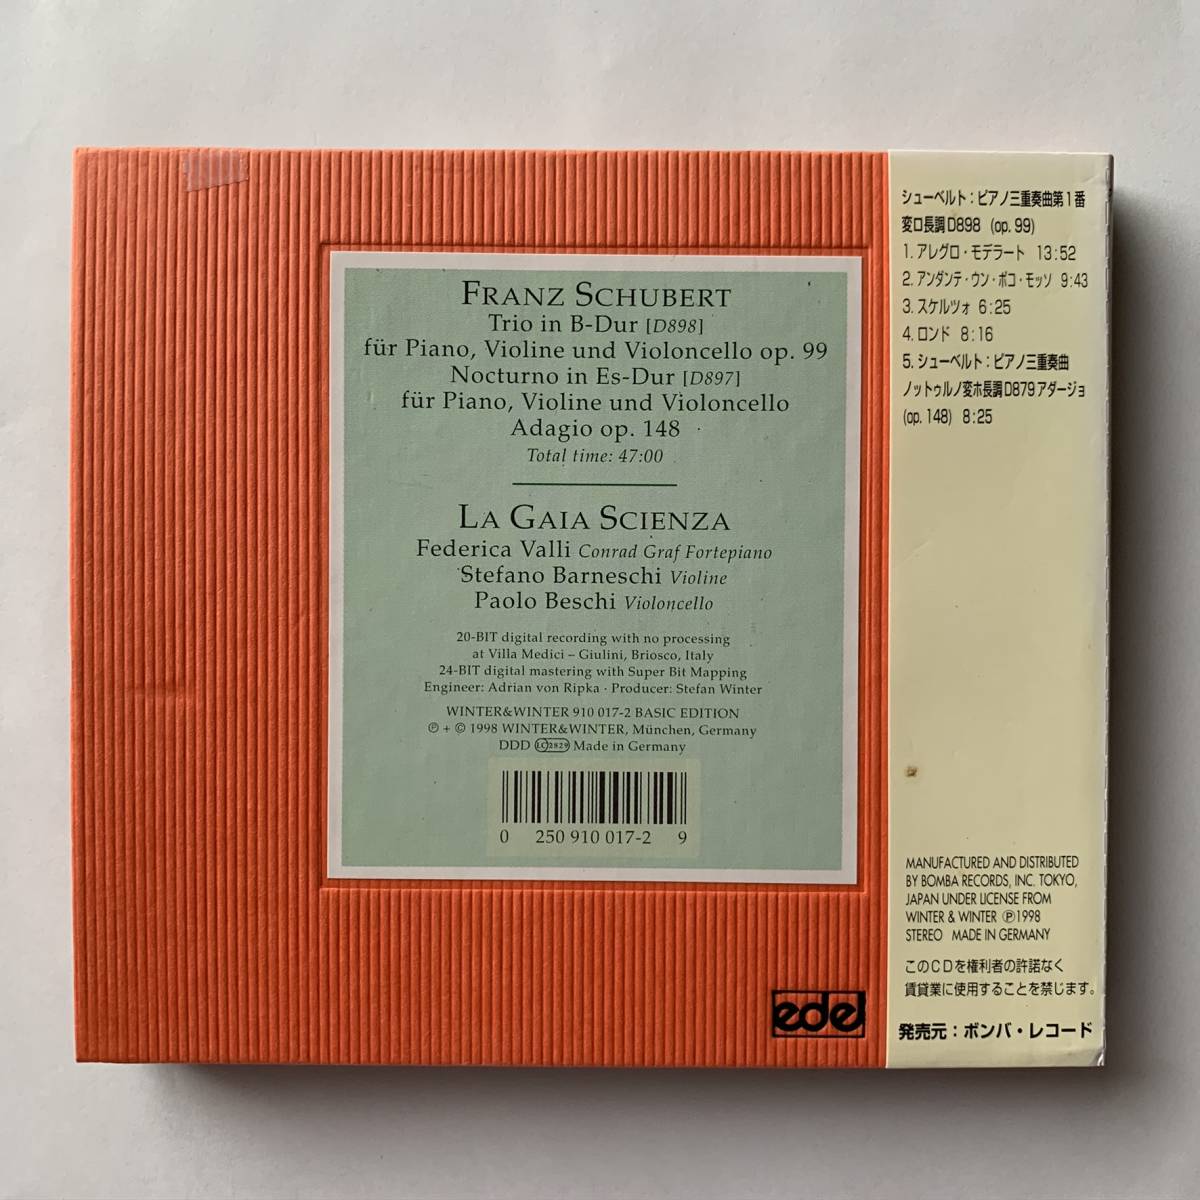 FRANZ SCHUBERT
Trio in B-Dur [D898]
für Piano, Violine und Violoncello op. 99
Nocturno in Es-Dur [D897]
für Piano, Violine und Violoncello
Adagio op. 148
Total time: 47:00
LA GAIA SCIENZA
Federica Valli Conrad Graf Fortepiano
Stefano Barneschi Violine
Paolo Beschi Violoncello
20-BIT digital recording with no processing
at Villa Medici – Giulini, Briosco, Italy
24-BIT digital mastering with Super Bit Mapping
Engineer: Adrian von Ripka · Producer: Stefan Winter
WINTER&WINTER 910 017-2 BASIC EDITION
℗ + © 1998 WINTER&WINTER, München, Germany
DDD LC 2829 Made in Germany
0 250 910 017-2 9
edel
シューベルト：ピアノ三重奏曲第1番
変ロ長調D898 (op. 99)
1. アレグロ・モデラート 13:52
2. アンダンテ・ウン・ポコ・モッソ 9:43
3. スケルツォ 6:25
4. ロンド 8:16
5. シューベルト：ピアノ三重奏曲
ノットゥルノ変ホ長調D879アダージョ
(op. 148) 8:25
MANUFACTURED AND DISTRIBUTED
BY BOMBA RECORDS, INC. TOKYO,
JAPAN UNDER LICENSE FROM
WINTER & WINTER ℗1998
STEREO MADE IN GERMANY
このCDを権利者の許諾なく
賃貸業に使用することを禁じます。
発売元：ボンバ・レコード